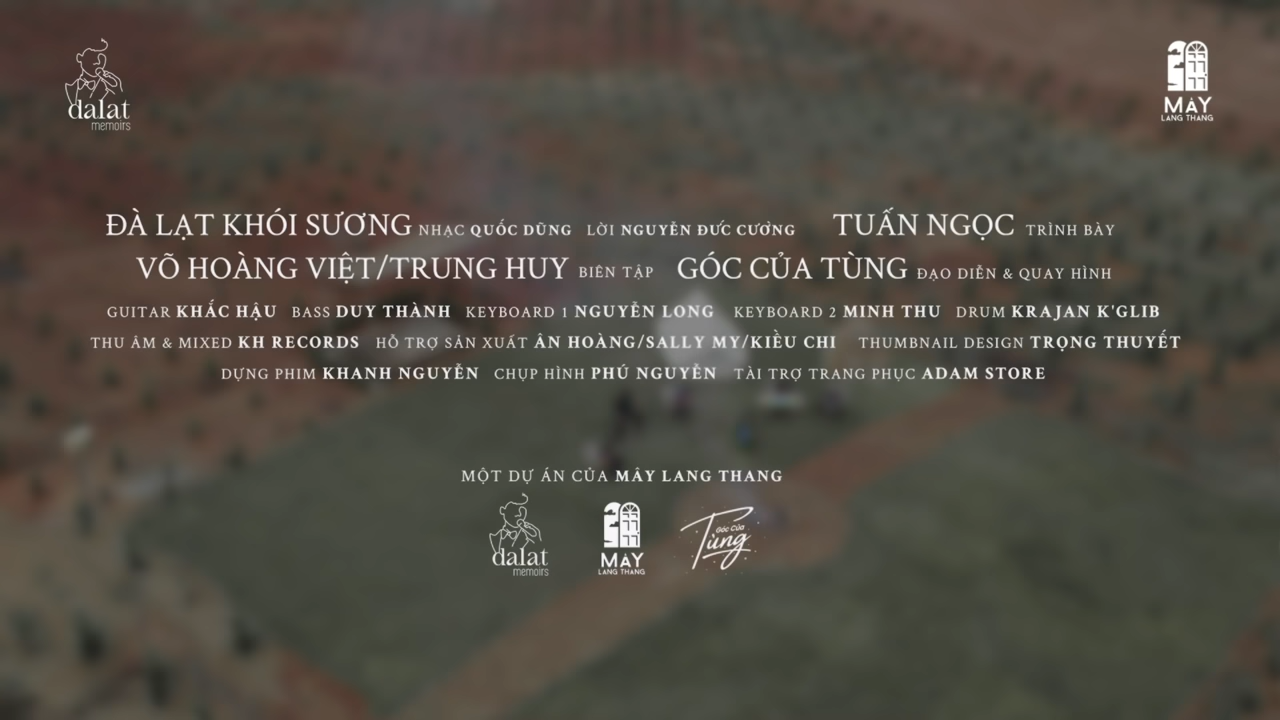 dalat
memoirs
MÂY
LANG THANG
ĐÀ LẠT KHÓI SƯƠNG NHẠC QUỐC DŨNG LỜI NGUYỄN ĐỨC CƯỜNG TUẤN NGỌC TRÌNH BÀY
VÕ HOÀNG VIỆT/TRUNG HUY BIÊN TẬP GÓC CỦA TÙNG ĐẠO DIỄN & QUAY HÌNH
GUITAR KHẮC HẬU BASS DUY THÀNH KEYBOARD 1 NGUYỄN LONG KEYBOARD 2 MINH THU DRUM KRAJAN K'GLIB
THU ÂM & MIXED KH RECORDS HỖ TRỢ SẢN XUẤT ÂN HOÀNG/SALLY MY/KIỀU CHI THUMBNAIL DESIGN TRỌNG THUYẾT
DỰNG PHIM KHANH NGUYỄN CHỤP HÌNH PHÚ NGUYỄN TÀI TRỢ TRANG PHỤC ADAM STORE
MỘT DỰ ÁN CỦA MÂY LANG THANG
dalat
memoirs
MÂY
LANG THANG
Góc Của
Tùng